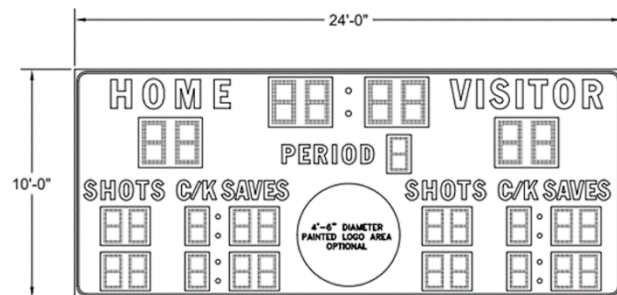 24'-0"
HOME
VISITOR
PERIOD
10'-0"
SHOTS C/K SAVES
SHOTS C/K SAVES
4'-6" DIAMETER
PAINTED LOGO AREA
OPTIONAL